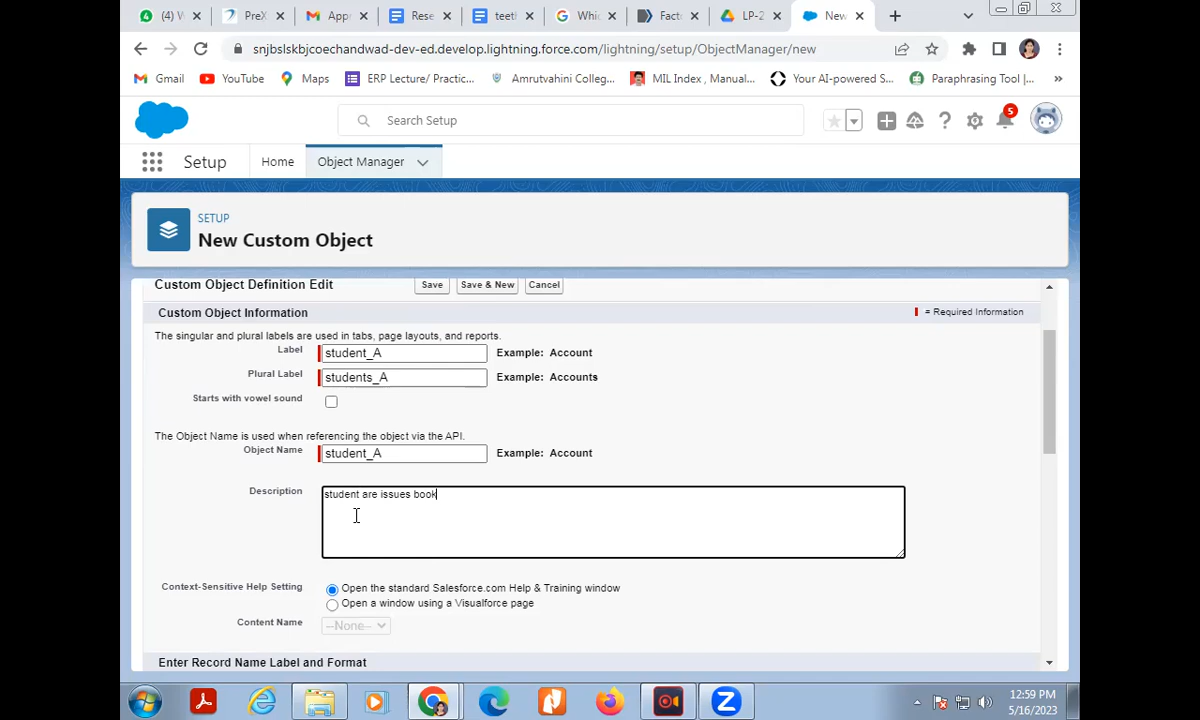 (4) W
PreX
Appr
Rese
teeth
Whic
Fact
LP-2
New
snjbslskbjcoechandwad-dev-ed.develop.lightning.force.com/lightning/setup/ObjectManager/new
Gmail
YouTube
Maps
ERP Lecture/ Practic...
Amrutvahini Colleg...
MIL Index , Manual...
Your AI-powered S...
Paraphrasing Tool |...
»
Search Setup
5
Setup
Home
Object Manager
SETUP
New Custom Object
Custom Object Definition Edit
Save
Save & New
Cancel
Custom Object Information
= Required Information
The singular and plural labels are used in tabs, page layouts, and reports.
Label
student_A
Example: Account
Plural Label
students_A
Example: Accounts
Starts with vowel sound
The Object Name is used when referencing the object via the API.
Object Name
student_A
Example: Account
Description
student are issues book
Context-Sensitive Help Setting
Open the standard Salesforce.com Help & Training window
Open a window using a Visualforce page
Content Name
--None--
Enter Record Name Label and Format
12:59 PM
5/16/2023